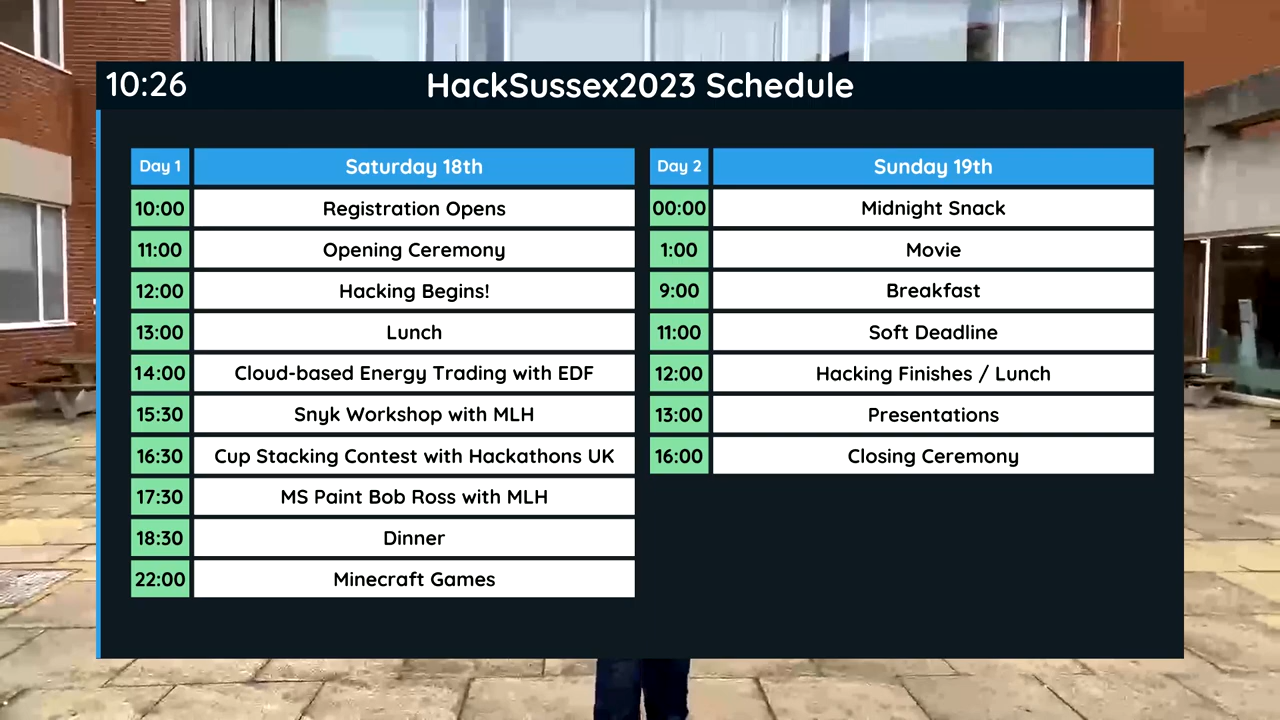 10:26
HackSussex2023 Schedule
Day 1 Saturday 18th
10:00 Registration Opens
11:00 Opening Ceremony
12:00 Hacking Begins!
13:00 Lunch
14:00 Cloud-based Energy Trading with EDF
15:30 Snyk Workshop with MLH
16:30 Cup Stacking Contest with Hackathons UK
17:30 MS Paint Bob Ross with MLH
18:30 Dinner
22:00 Minecraft Games
Day 2 Sunday 19th
00:00 Midnight Snack
1:00 Movie
9:00 Breakfast
11:00 Soft Deadline
12:00 Hacking Finishes / Lunch
13:00 Presentations
16:00 Closing Ceremony